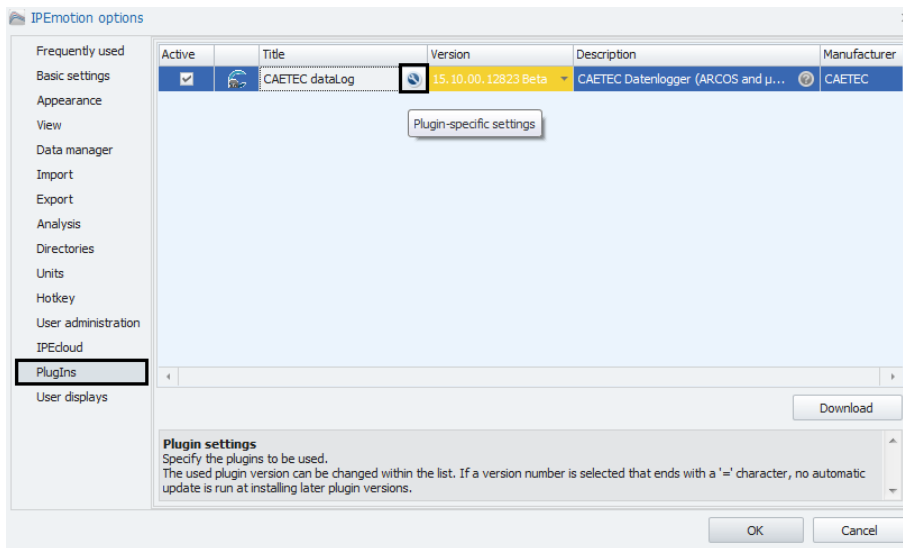 IPEmotion options
Frequently used
Basic settings
Appearance
View
Data manager
Import
Export
Analysis
Directories
Units
Hotkey
User administration
IPEcloud
PlugIns
User displays
Active Title Version Description Manufacturer
CAETEC dataLog 15.10.00.12823 Beta CAETEC Datenlogger (ARCOS and µ... CAETEC
Plugin-specific settings
Download
Plugin settings
Specify the plugins to be used.
The used plugin version can be changed within the list. If a version number is selected that ends with a '=' character, no automatic
update is run at installing later plugin versions.
OK Cancel